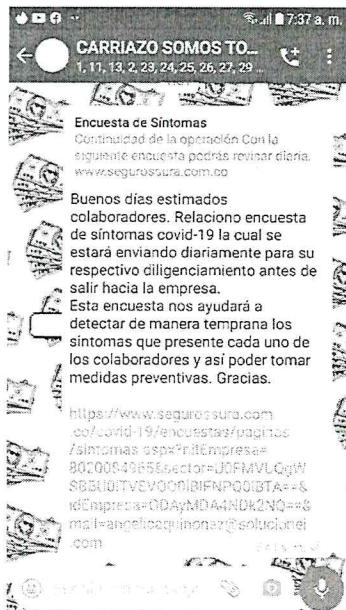 7:37 a. m.
CARRIAZO SOMOS TO...
1, 11, 13, 2, 23, 24, 25, 26, 27, 29 ...
Encuesta de Síntomas
Continuidad de la operación Con la
siguiente encuesta podrás revisar diaria.
www.segurossura.com.co
Buenos días estimados
colaboradores. Relaciono encuesta
de síntomas covid-19 la cual se
estará enviando diariamente para su
respectivo diligenciamiento antes de
salir hacia la empresa.
Esta encuesta nos ayudará a
detectar de manera temprana los
síntomas que presente cada uno de
los colaboradores y así poder tomar
medidas preventivas. Gracias.
https://www.segurossura.com
.co/covid-19/encuestas/paginas
/sintomas.aspx?nitEmpresa=